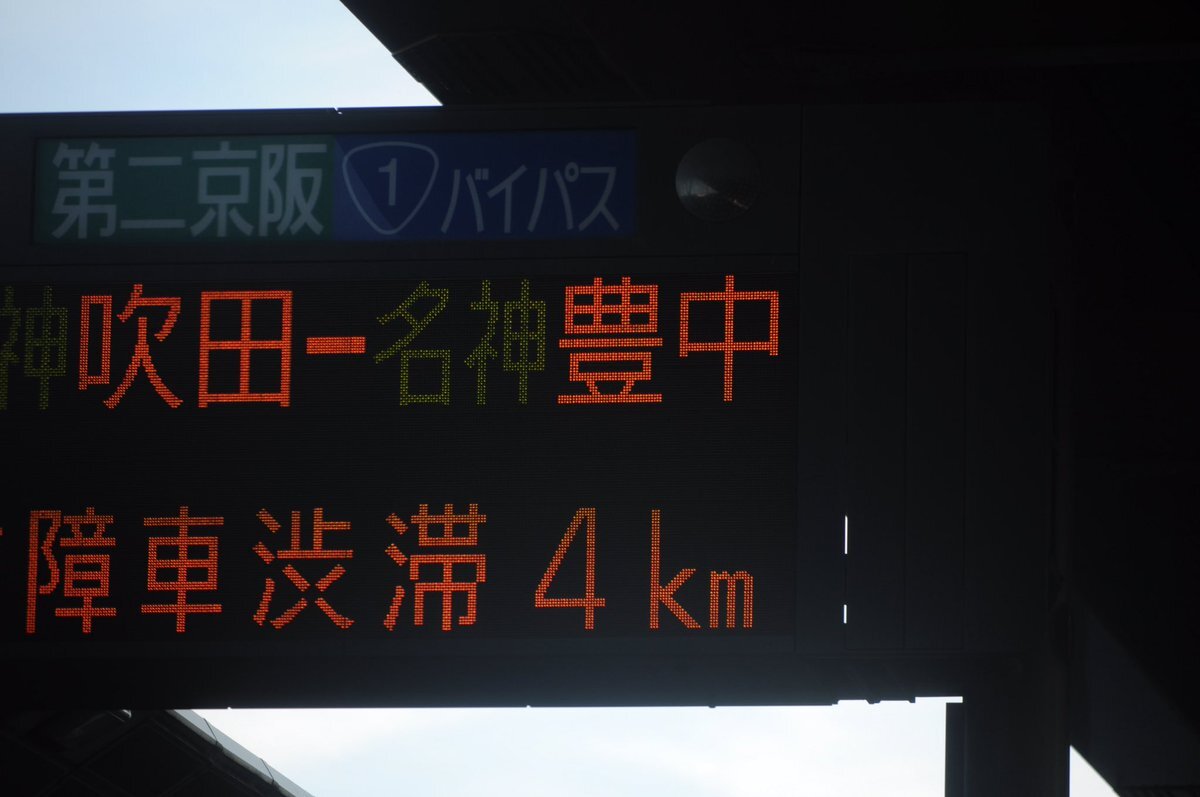 第二京阪 1 バイパス
神吹田ー名神豊中
障車渋滞 4km